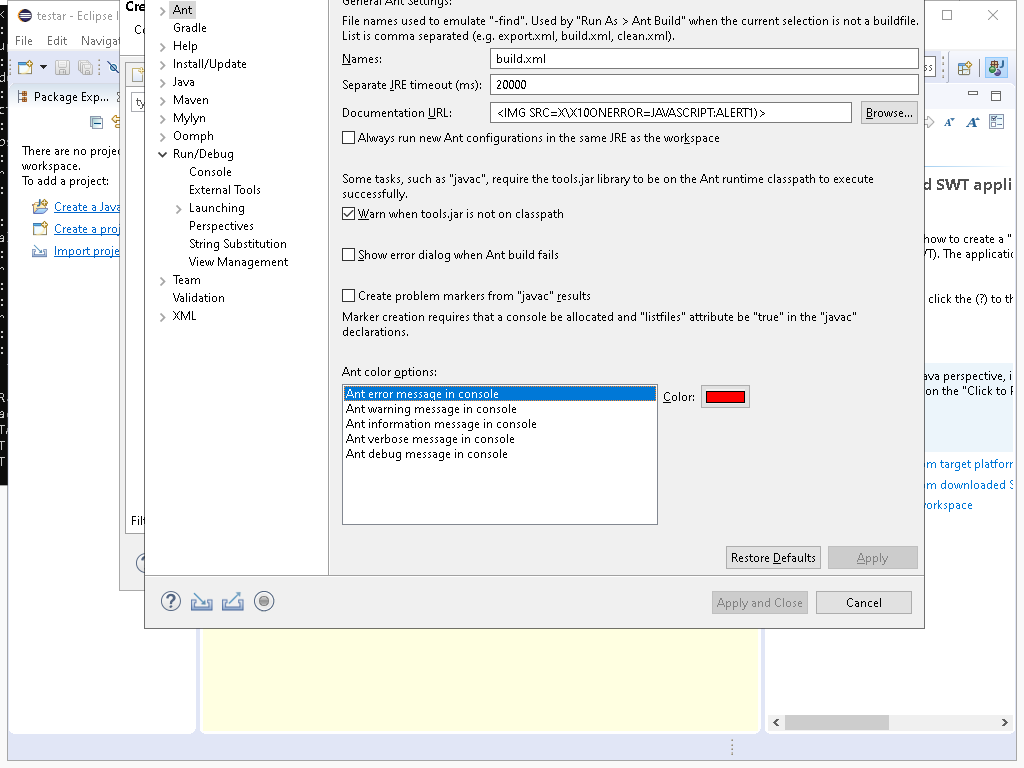 testar - Eclipse I
File Edit Navigat
Package Exp...
There are no proje
workspace.
To add a project:
Create a Java
Create a proj
Import proje
Cre
Ant
Gradle
Help
Install/Update
Java
Maven
Mylyn
Oomph
Run/Debug
Console
External Tools
Launching
Perspectives
String Substitution
View Management
Team
Validation
XML
General Ant Settings:
File names used to emulate "-find". Used by "Run As > Ant Build" when the current selection is not a buildfile.
List is comma separated (e.g. export.xml, build.xml, clean.xml).
Names: build.xml
Separate JRE timeout (ms): 20000
Documentation URL: <IMG SRC=X\X10ONERROR=JAVASCRIPT:ALERT1)> Browse...
Always run new Ant configurations in the same JRE as the workspace
Some tasks, such as "javac", require the tools.jar library to be on the Ant runtime classpath to execute
successfully.
Warn when tools.jar is not on classpath
Show error dialog when Ant build fails
Create problem markers from "javac" results
Marker creation requires that a console be allocated and "listfiles" attribute be "true" in the "javac"
declarations.
Ant color options:
Ant error message in console
Ant warning message in console
Ant information message in console
Ant verbose message in console
Ant debug message in console
Color:
Restore Defaults Apply
Apply and Close Cancel
Filt
d SWT appli
how to create a "
VT). The applicatio
click the (?) to th
ava perspective, i
on the "Click to P
m target platform
m downloaded S
workspace